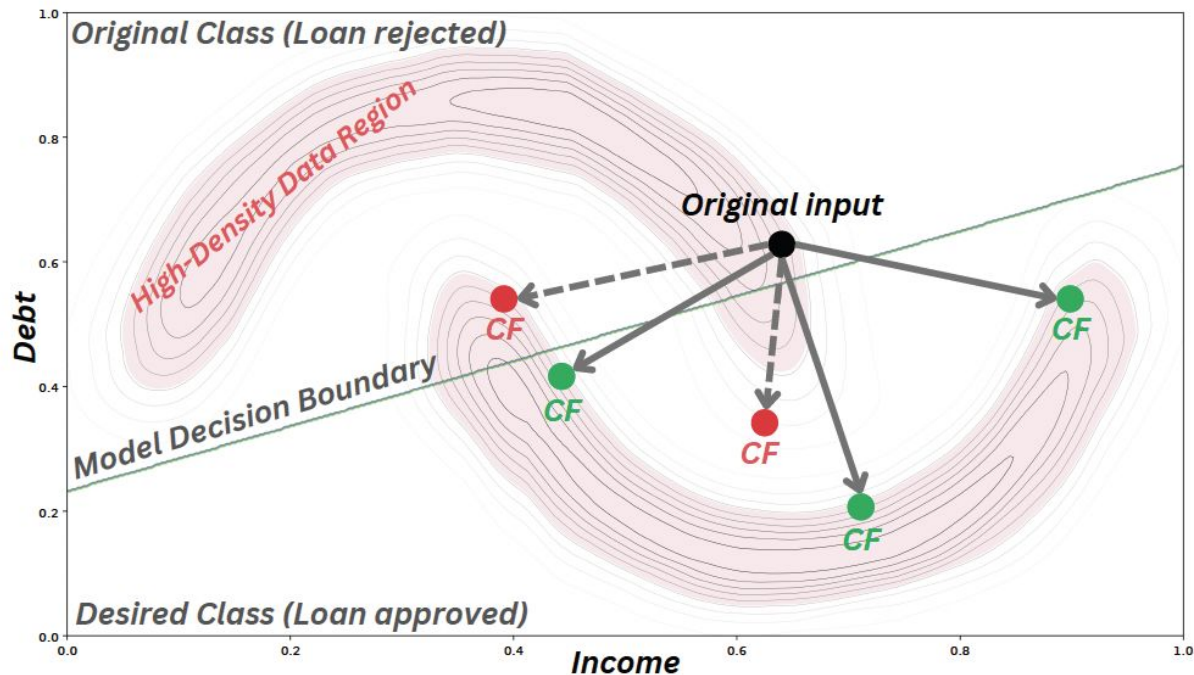 1.0
Original Class (Loan rejected)
High-Density Data Region
0.8
Original input
0.6
CF
CF
Debt
0.4
CF
Model Decision Boundary
CF
0.2
CF
Desired Class (Loan approved)
0.0
0.0
0.2
0.4
0.6
0.8
1.0
Income